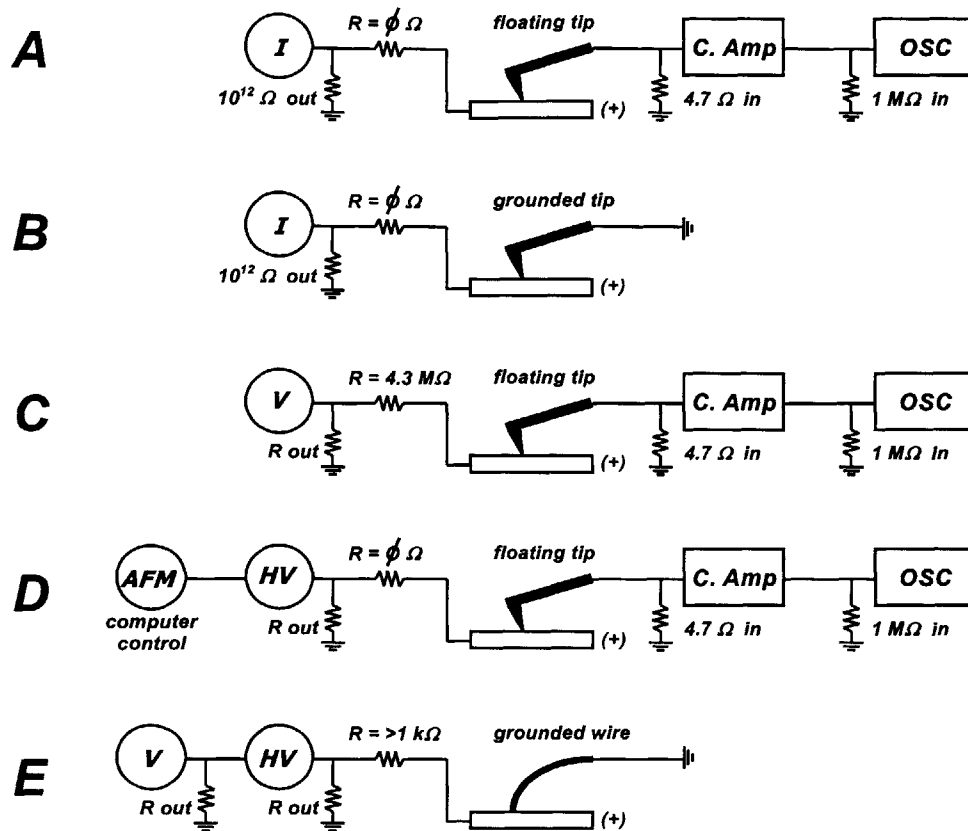 A
I
10¹² Ω out
R = ϕ Ω
floating tip
(+)
C. Amp
4.7 Ω in
OSC
1 MΩ in
B
I
10¹² Ω out
R = ϕ Ω
grounded tip
(+)
C
V
R out
R = 4.3 MΩ
floating tip
(+)
C. Amp
4.7 Ω in
OSC
1 MΩ in
D
AFM
computer
control
HV
R out
R = ϕ Ω
floating tip
(+)
C. Amp
4.7 Ω in
OSC
1 MΩ in
E
V
R out
HV
R out
R = >1 kΩ
grounded wire
(+)